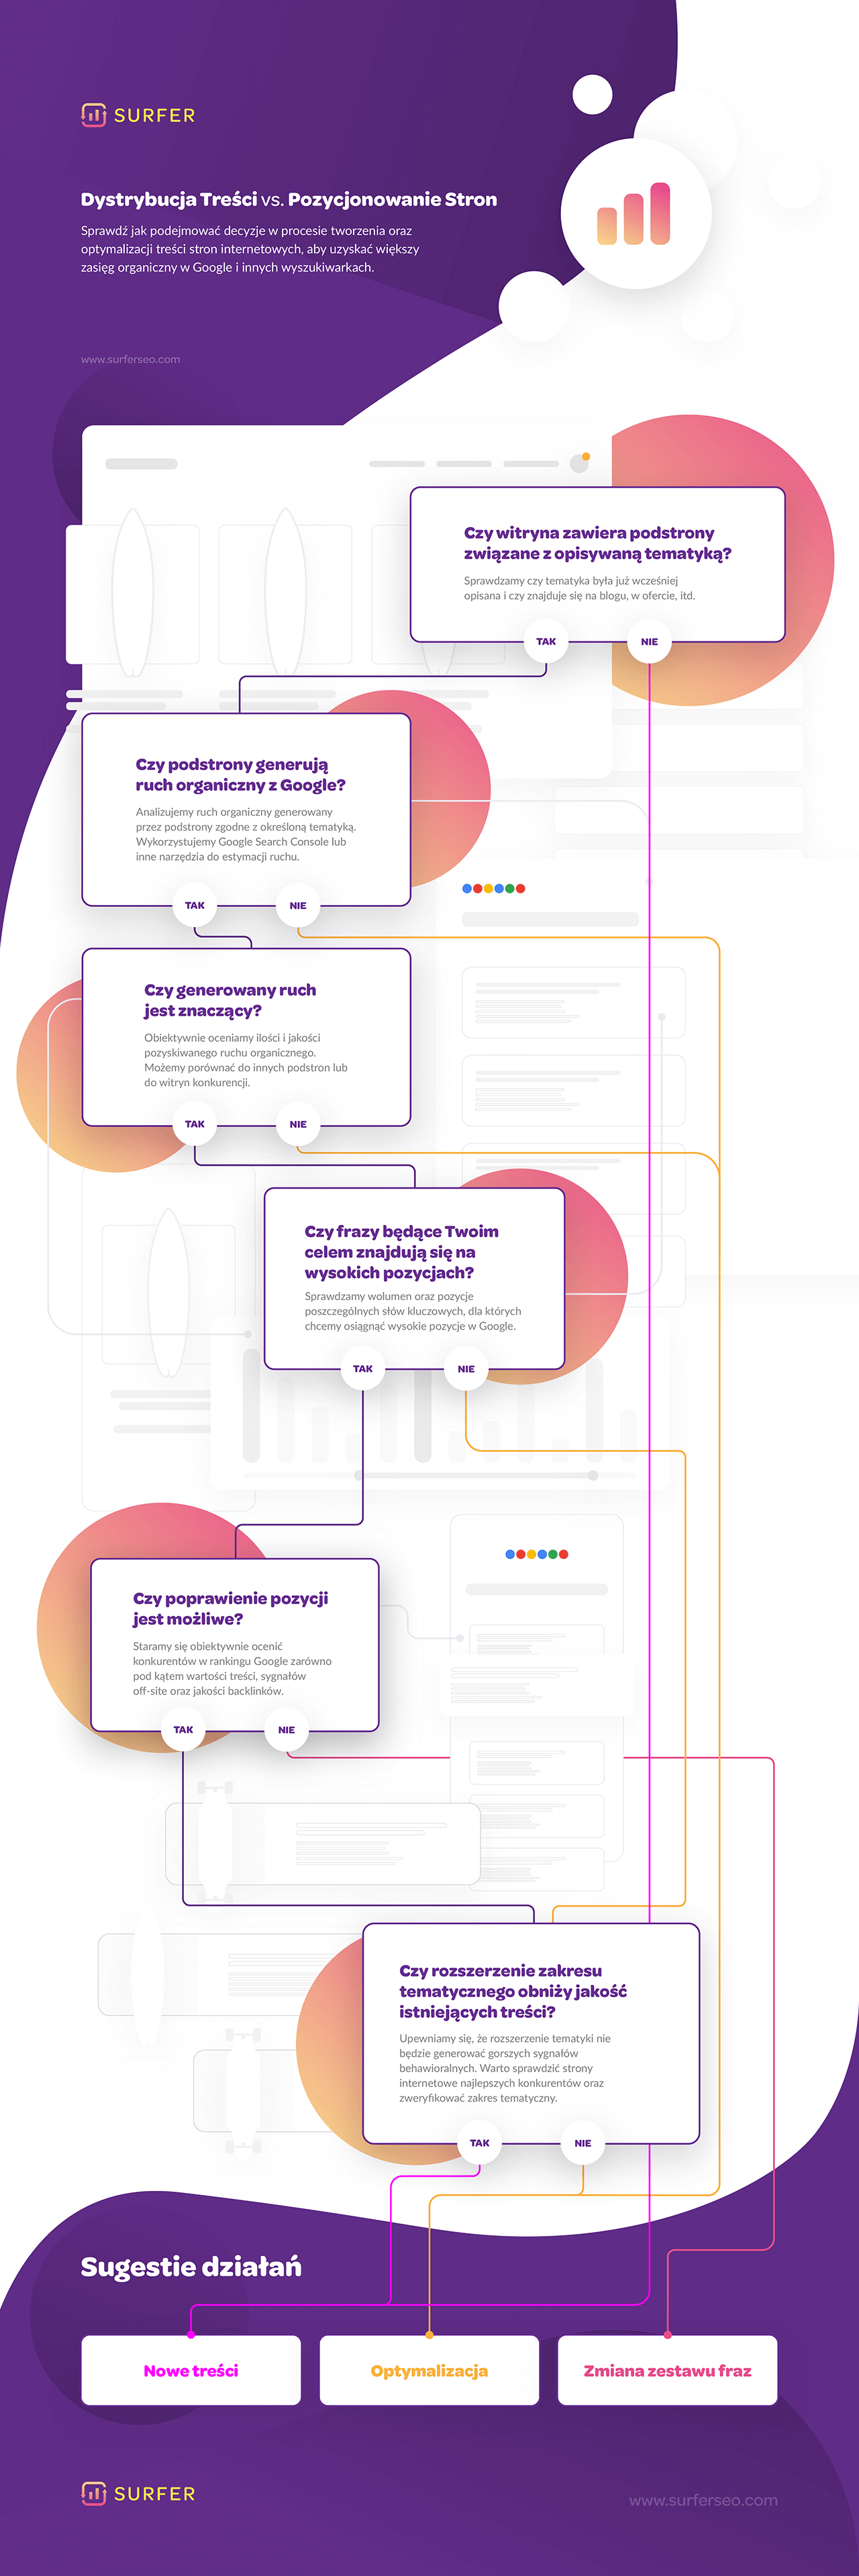 SURFER
Dystrybucja Treści vs. Pozycjonowanie Stron
Sprawdź jak podejmować decyzje w procesie tworzenia oraz
optymalizacji treści stron internetowych, aby uzyskać większy
zasięg organiczny w Google i innych wyszukiwarkach.
www.surferseo.com
Czy witryna zawiera podstrony
związane z opisywaną tematyką?
Sprawdzamy czy tematyka była już wcześniej
opisana i czy znajduje się na blogu, w ofercie, itd.
TAK
NIE
Czy podstrony generują
ruch organiczny z Google?
Analizujemy ruch organiczny generowany
przez podstrony zgodne z określoną tematyką.
Wykorzystujemy Google Search Console lub
inne narzędzia do estymacji ruchu.
TAK
NIE
Czy generowany ruch
jest znaczący?
Obiektywnie oceniamy ilości i jakości
pozyskiwanego ruchu organicznego.
Możemy porównać do innych podstron lub
do witryn konkurencji.
TAK
NIE
Czy frazy będące Twoim
celem znajdują się na
wysokich pozycjach?
Sprawdzamy wolumen oraz pozycje
poszczególnych słów kluczowych, dla których
chcemy osiągnąć wysokie pozycje w Google.
TAK
NIE
Czy poprawienie pozycji
jest możliwe?
Staramy się obiektywnie ocenić
konkurentów w rankingu Google zarówno
pod kątem wartości treści, sygnałów
off-site oraz jakości backlinków.
TAK
NIE
Czy rozszerzenie zakresu
tematycznego obniży jakość
istniejących treści?
Upewniamy się, że rozszerzenie tematyki nie
będzie generować gorszych sygnałów
behawioralnych. Warto sprawdzić strony
internetowe najlepszych konkurentów oraz
zweryfikować zakres tematyczny.
TAK
NIE
Sugestie działań
Nowe treści
Optymalizacja
Zmiana zestawu fraz
SURFER
www.surferseo.com